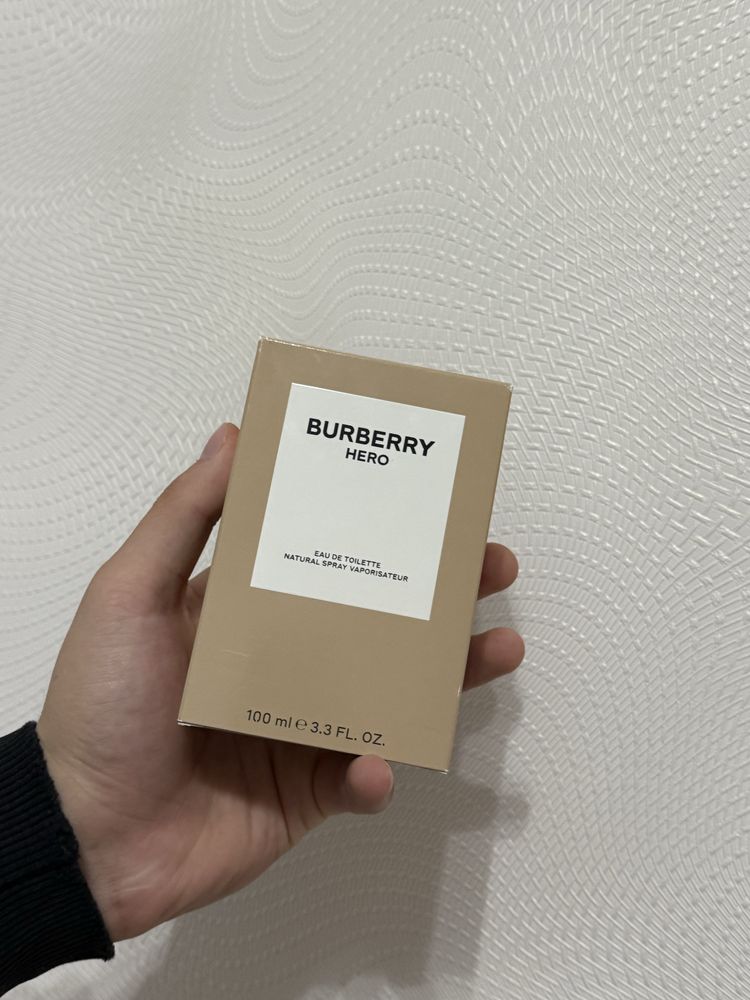 BURBERRY
HERO
EAU DE TOILETTE
NATURAL SPRAY VAPORISATEUR
100 ml ℮ 3.3 FL. OZ.